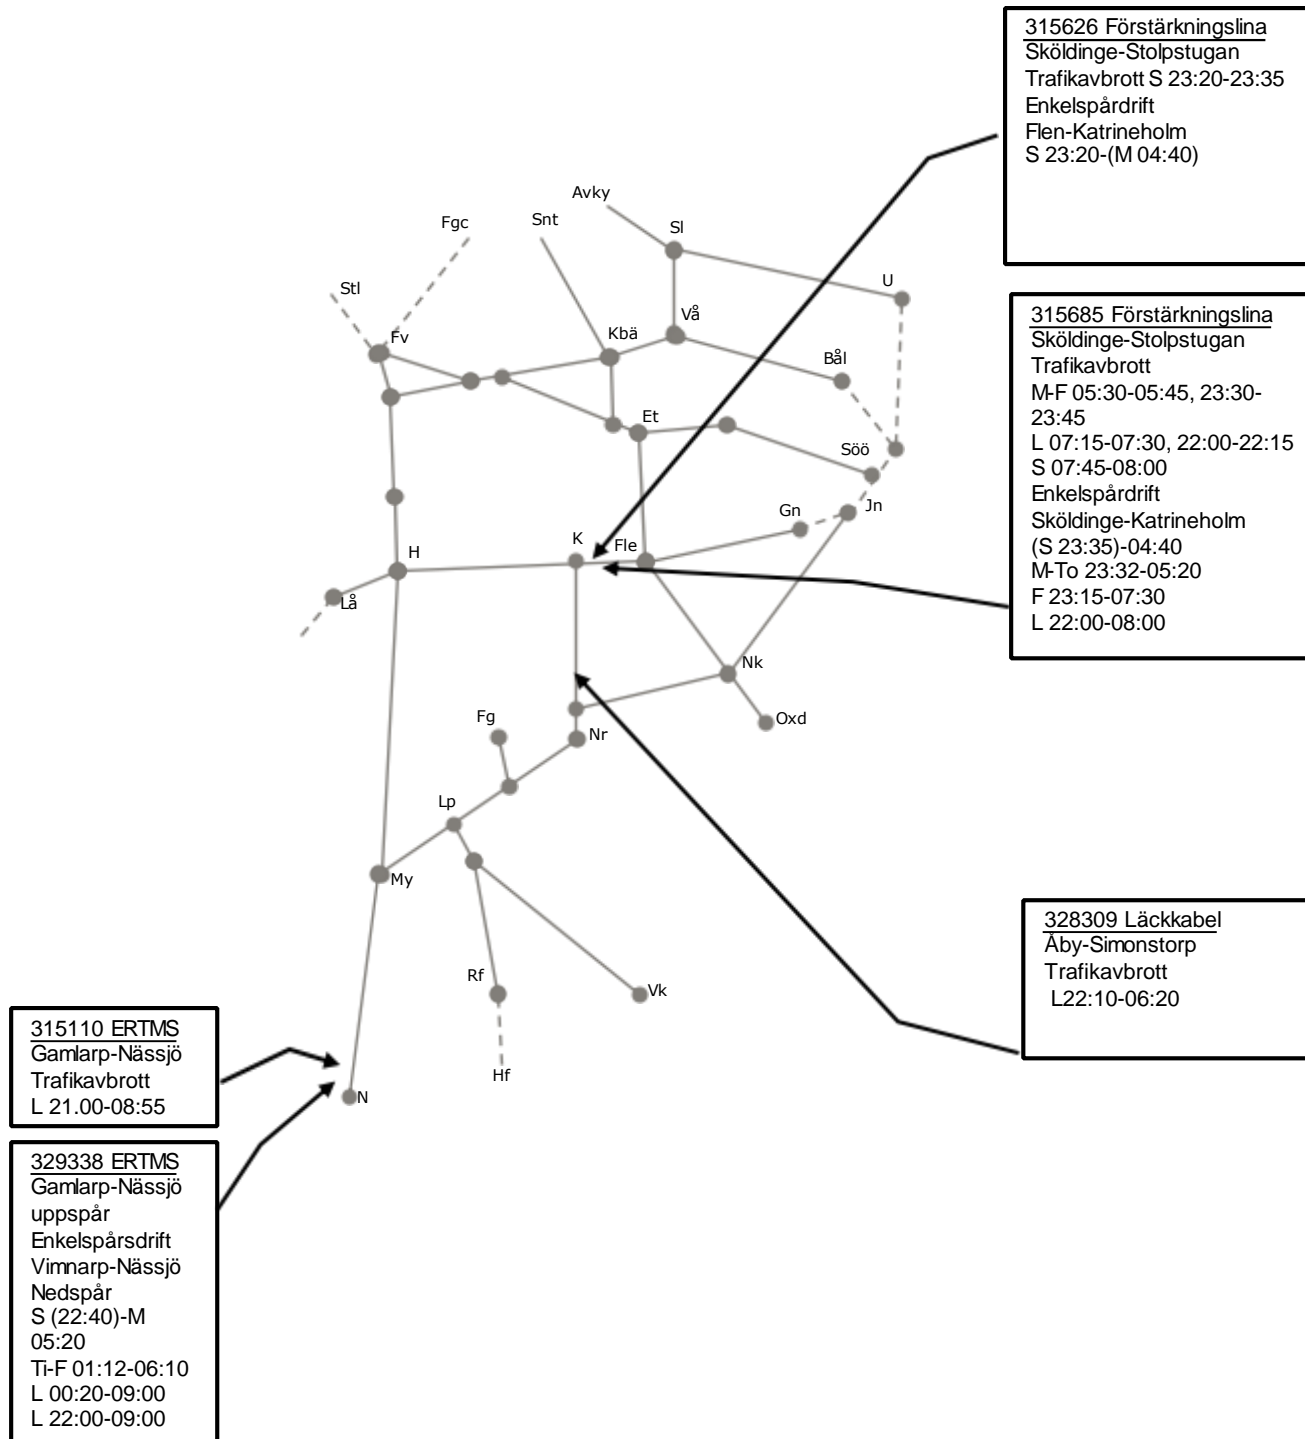 315626 Förstärkningslina
Sköldinge-Stolpstugan
Trafikavbrott S 23:20-23:35
Enkelspårdrift
Flen-Katrineholm
S 23:20-(M 04:40)
Avky
Fgc
Snt
Sl
Stl
U
Fv
Kbä
Vå
Bål
Et
Söö
Gn
Jn
H
K
Fle
Lå
Nk
Fg
Nr
Oxd
Lp
My
Rf
Vk
Hf
N
315685 Förstärkningslina
Sköldinge-Stolpstugan
Trafikavbrott
M-F 05:30-05:45, 23:30-
23:45
L 07:15-07:30, 22:00-22:15
S 07:45-08:00
Enkelspårdrift
Sköldinge-Katrineholm
(S 23:35)-04:40
M-To 23:32-05:20
F 23:15-07:30
L 22:00-08:00
328309 Läckkabel
Åby-Simonstorp
Trafikavbrott
L22:10-06:20
315110 ERTMS
Gamlarp-Nässjö
Trafikavbrott
L 21.00-08:55
329338 ERTMS
Gamlarp-Nässjö
uppspår
Enkelspårsdrift
Vimnarp-Nässjö
Nedspår
S (22:40)-M
05:20
Ti-F 01:12-06:10
L 00:20-09:00
L 22:00-09:00